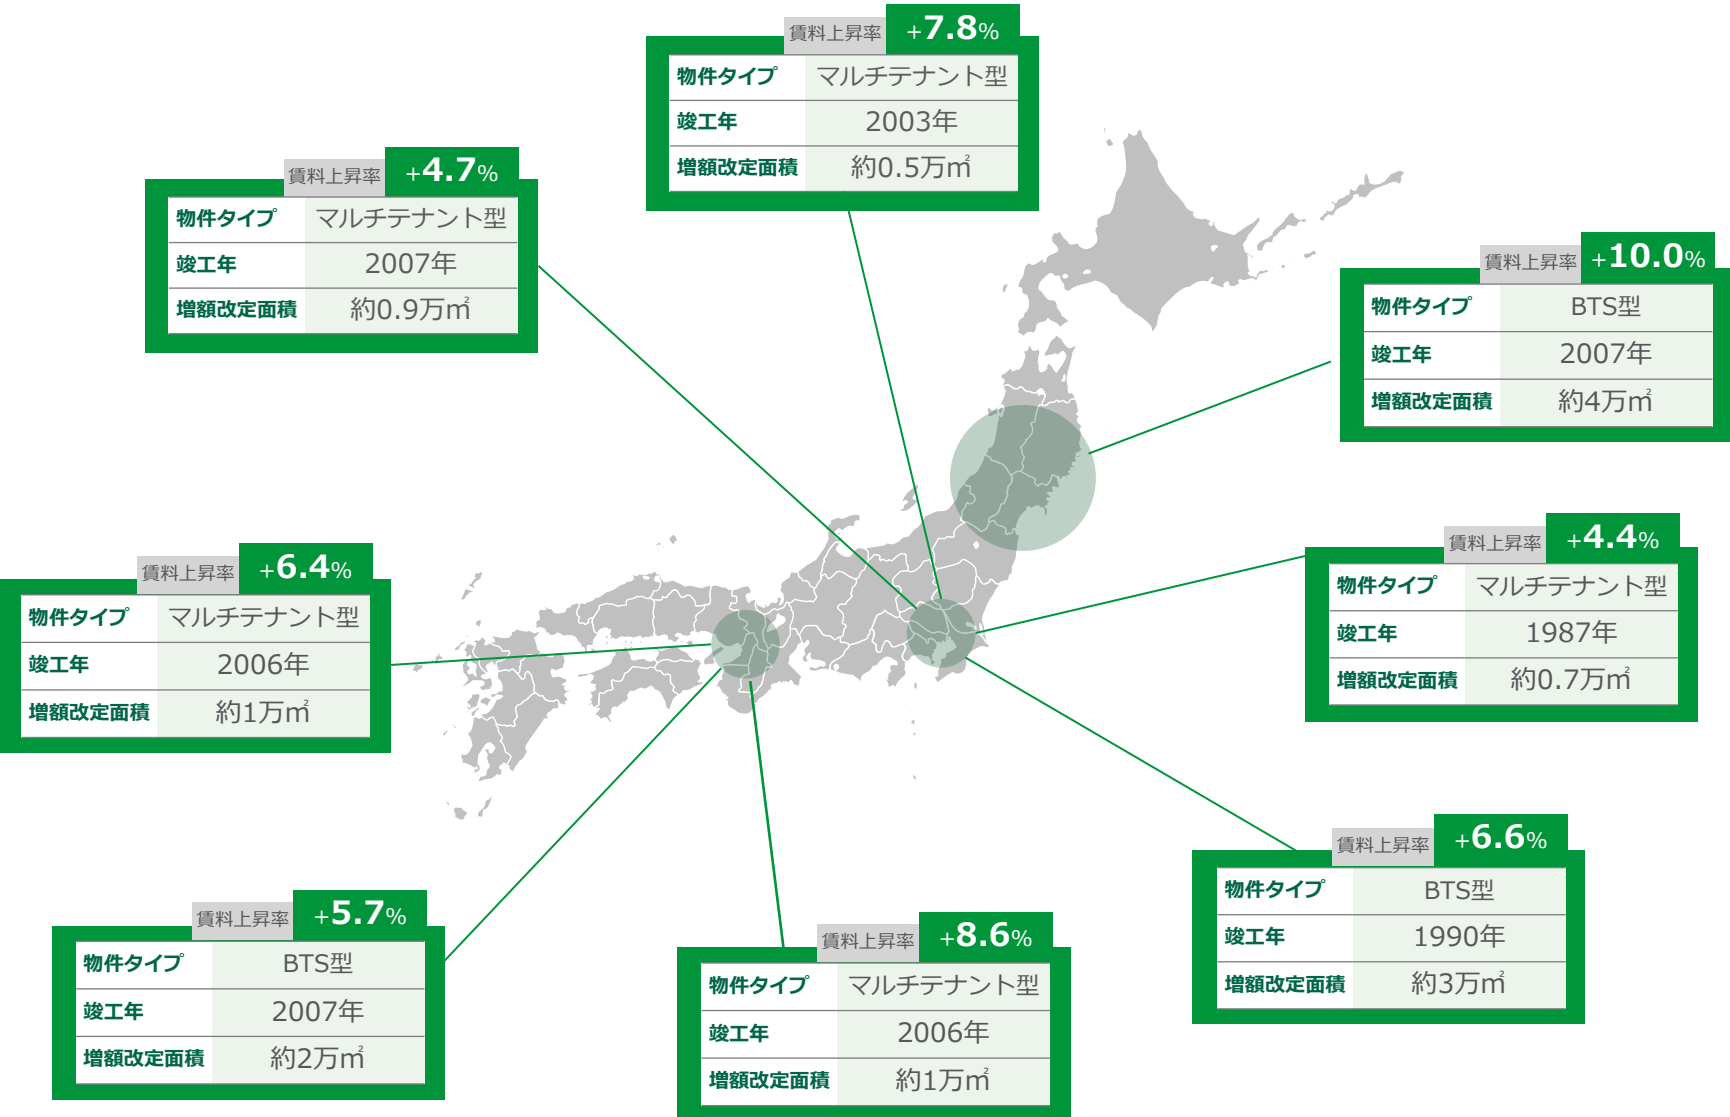 賃料上昇率 +7.8%
物件タイプ マルチテナント型
竣工年 2003年
増額改定面積 約0.5万㎡
賃料上昇率 +4.7%
物件タイプ マルチテナント型
竣工年 2007年
増額改定面積 約0.9万㎡
賃料上昇率 +10.0%
物件タイプ BTS型
竣工年 2007年
増額改定面積 約4万㎡
賃料上昇率 +6.4%
物件タイプ マルチテナント型
竣工年 2006年
増額改定面積 約1万㎡
賃料上昇率 +4.4%
物件タイプ マルチテナント型
竣工年 1987年
増額改定面積 約0.7万㎡
賃料上昇率 +5.7%
物件タイプ BTS型
竣工年 2007年
増額改定面積 約2万㎡
賃料上昇率 +8.6%
物件タイプ マルチテナント型
竣工年 2006年
増額改定面積 約1万㎡
賃料上昇率 +6.6%
物件タイプ BTS型
竣工年 1990年
増額改定面積 約3万㎡